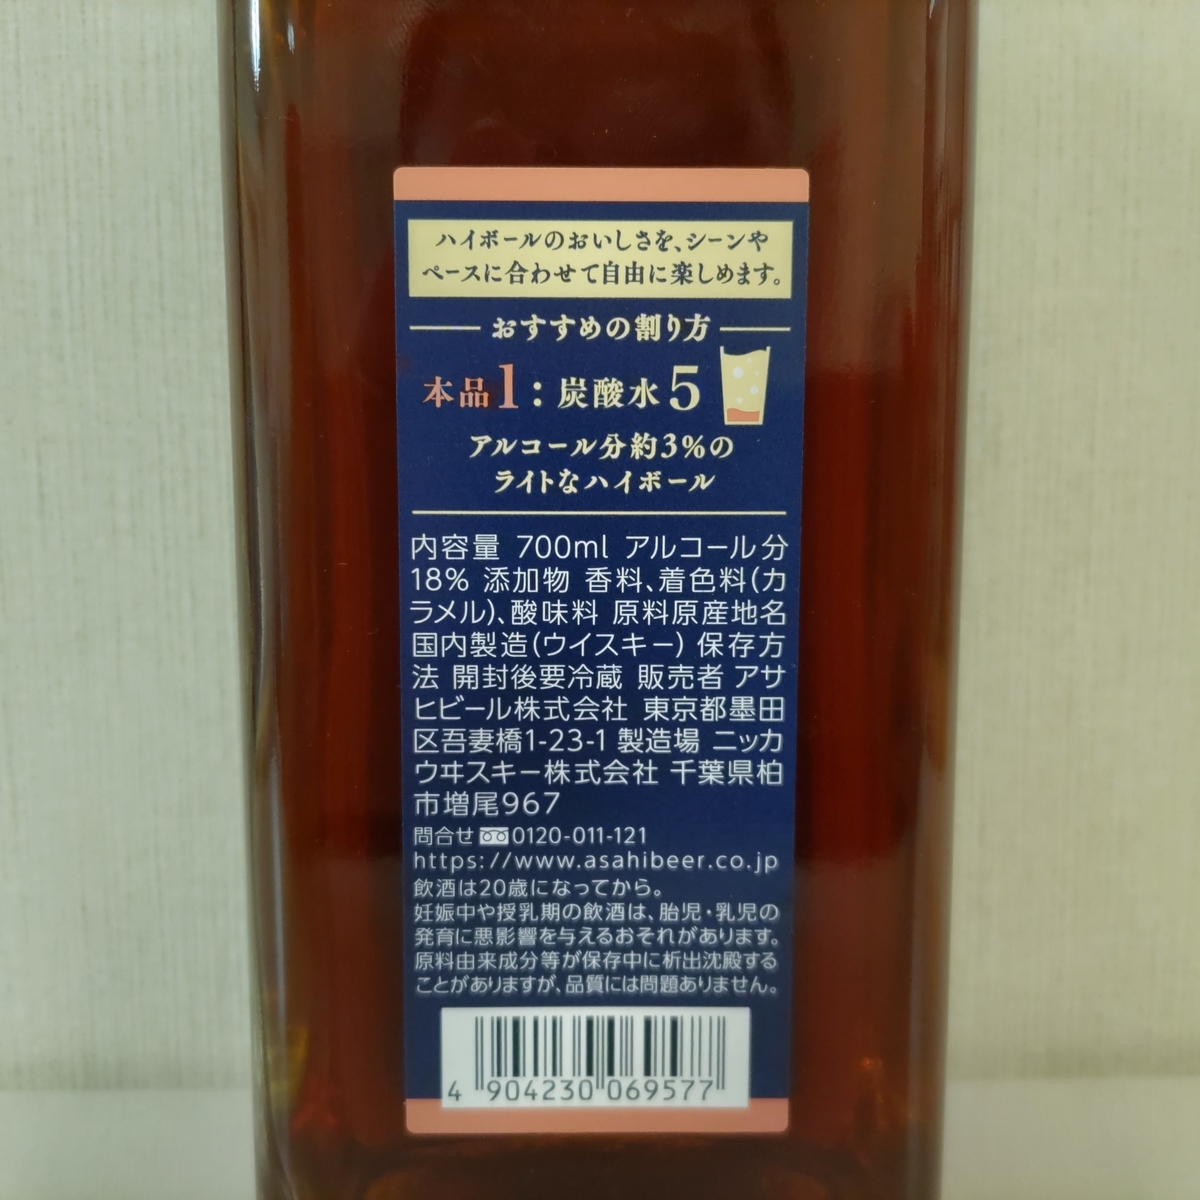 ハイボールのおいしさを、シーンや
ペースに合わせて自由に楽しめます。
おすすめの割り方
本品1：炭酸水5
アルコール分約3%の
ライトなハイボール
内容量 700ml アルコール分
18% 添加物 香料、着色料(カ
ラメル)、酸味料 原料原産地名
国内製造(ウイスキー) 保存方
法 開封後要冷蔵 販売者 アサ
ヒビール株式会社 東京都墨田
区吾妻橋1-23-1 製造場 ニッカ
ウヰスキー株式会社 千葉県柏
市増尾967
問合せ 0120-011-121
https://www.asahibeer.co.jp
飲酒は20歳になってから。
妊娠中や授乳期の飲酒は、胎児・乳児の
発育に悪影響を与えるおそれがあります。
原料由来成分等が保存中に析出沈殿する
ことがありますが、品質には問題ありません。
4 904230 069577